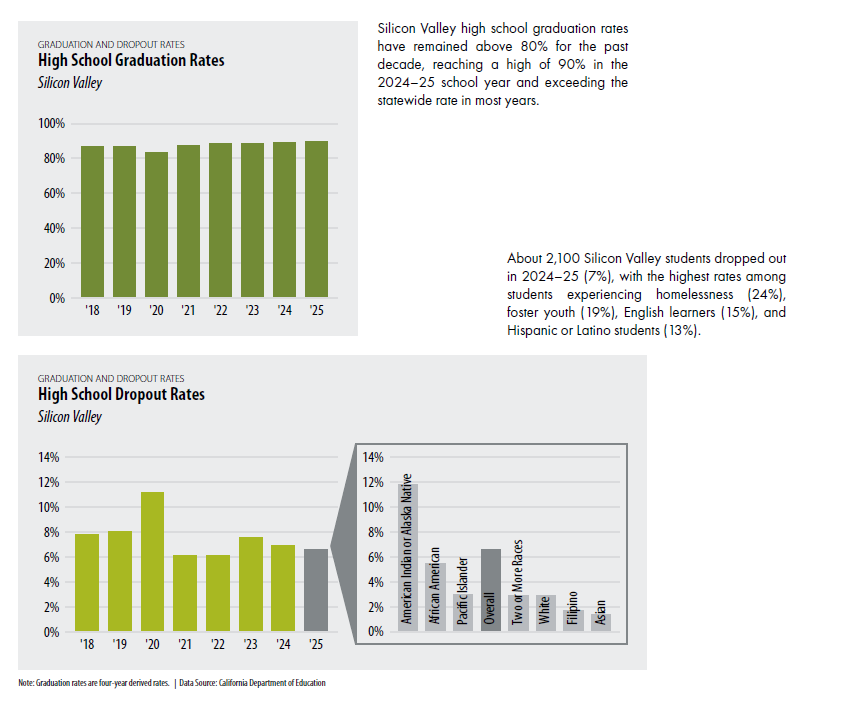 GRADUATION AND DROPOUT RATES
High School Graduation Rates
Silicon Valley
100%
80%
60%
40%
20%
0%
'18 '19 '20 '21 '22 '23 '24 '25
Silicon Valley high school graduation rates
have remained above 80% for the past
decade, reaching a high of 90% in the
2024–25 school year and exceeding the
statewide rate in most years.
About 2,100 Silicon Valley students dropped out
in 2024–25 (7%), with the highest rates among
students experiencing homelessness (24%),
foster youth (19%), English learners (15%), and
Hispanic or Latino students (13%).
GRADUATION AND DROPOUT RATES
High School Dropout Rates
Silicon Valley
14%
12%
10%
8%
6%
4%
2%
0%
'18 '19 '20 '21 '22 '23 '24 '25
14%
12%
10%
8%
6%
4%
2%
0%
American Indian or Alaska Native
African American
Pacific Islander
Overall
Two or More Races
White
Filipino
Asian
Note: Graduation rates are four-year derived rates. | Data Source: California Department of Education